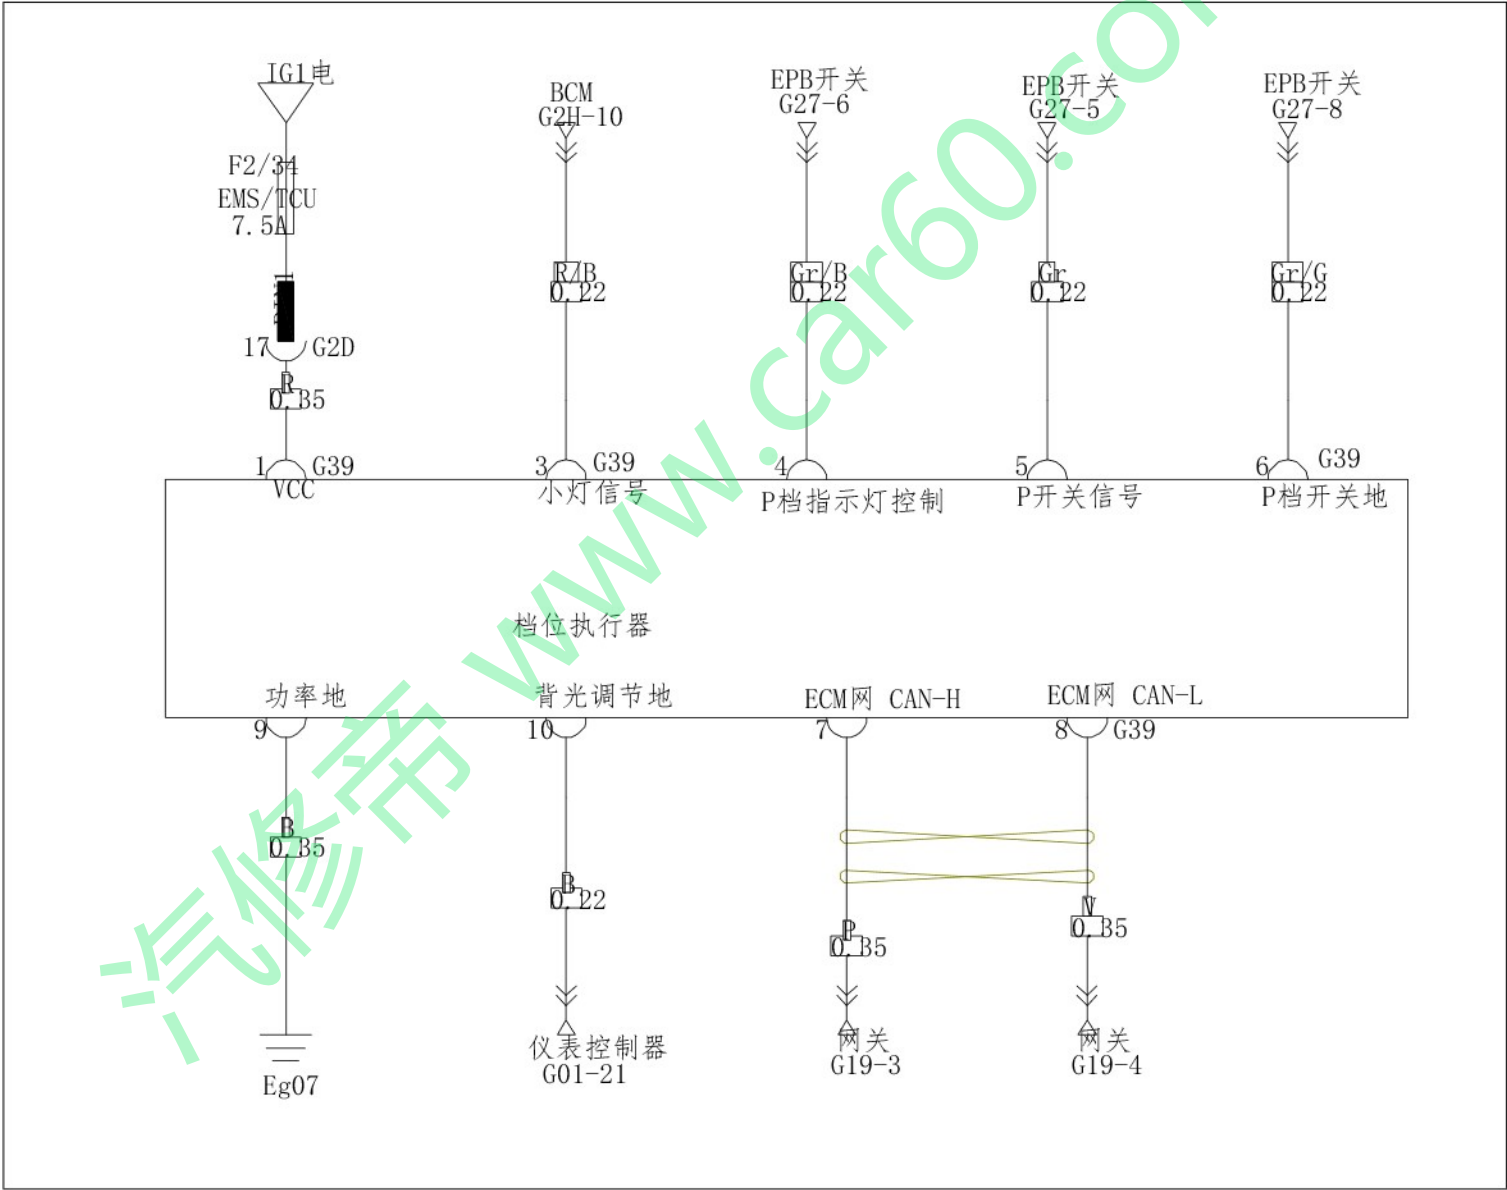 IG1电
BCM
G2H-10
EPB开关
G27-6
EPB开关
G27-5
EPB开关
G27-8
F2/34
EMS/TCU
7.5A
R/B
0.22
Gr/B
0.22
Gr
0.22
Gr/G
0.22
17
G2D
R
0.35
1
G39
VCC
3
G39
小灯信号
4
P档指示灯控制
5
P开关信号
6
G39
P档开关地
档位执行器
功率地
背光调节地
ECM网 CAN-H
ECM网 CAN-L
9
10
7
8
G39
B
0.35
B
0.22
P
0.35
V
0.35
Eg07
仪表控制器
G01-21
网关
G19-3
网关
G19-4
汽修帝 www.car60.com